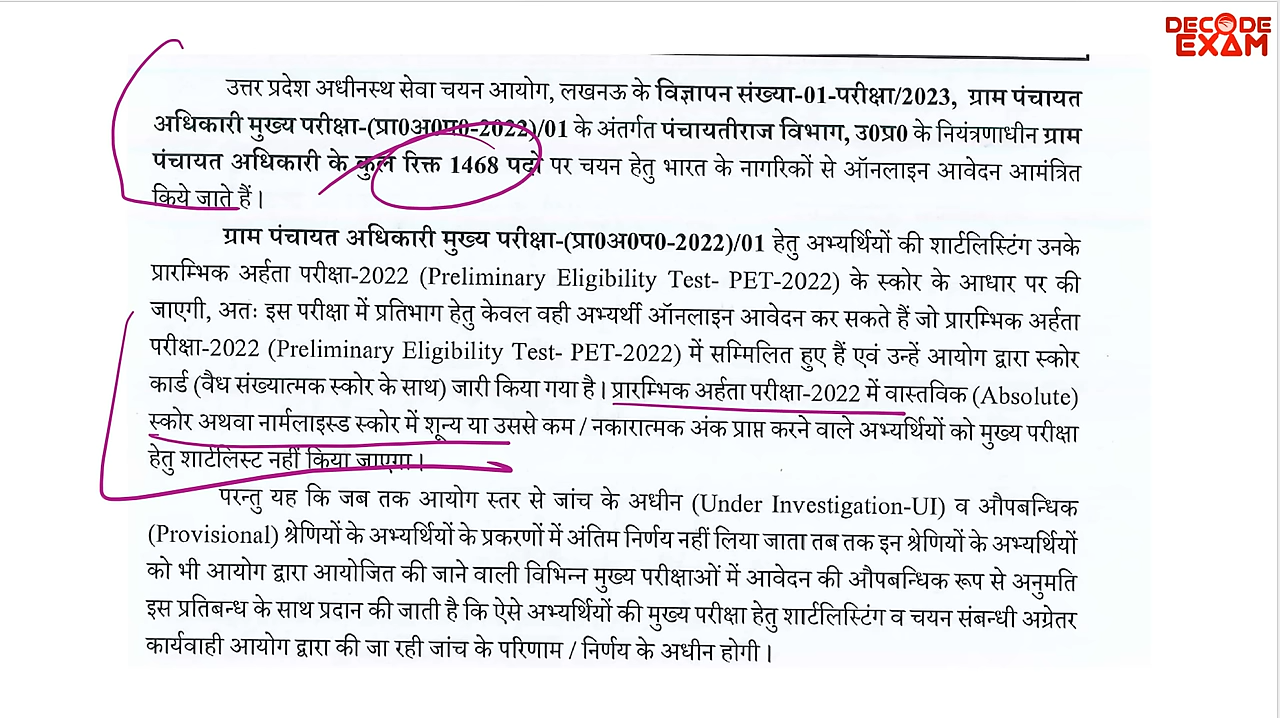 DECODE
EXAM
उत्तर प्रदेश अधीनस्थ सेवा चयन आयोग, लखनऊ के विज्ञापन संख्या-01-परीक्षा/2023, ग्राम पंचायत
अधिकारी मुख्य परीक्षा-(प्रा0अ0प0-2022)/01 के अंतर्गत पंचायतीराज विभाग, उ0प्र0 के नियंत्रणाधीन ग्राम
पंचायत अधिकारी के कुल रिक्त 1468 पदों पर चयन हेतु भारत के नागरिकों से ऑनलाइन आवेदन आमंत्रित
किये जाते हैं।
ग्राम पंचायत अधिकारी मुख्य परीक्षा-(प्रा0अ0प0-2022)/01 हेतु अभ्यर्थियों की शार्टलिस्टिंग उनके
प्रारम्भिक अर्हता परीक्षा-2022 (Preliminary Eligibility Test- PET-2022) के स्कोर के आधार पर की
जाएगी, अतः इस परीक्षा में प्रतिभाग हेतु केवल वही अभ्यर्थी ऑनलाइन आवेदन कर सकते हैं जो प्रारम्भिक अर्हता
परीक्षा-2022 (Preliminary Eligibility Test- PET-2022) में सम्मिलित हुए हैं एवं उन्हें आयोग द्वारा स्कोर
कार्ड (वैध संख्यात्मक स्कोर के साथ) जारी किया गया है। प्रारम्भिक अर्हता परीक्षा-2022 में वास्तविक (Absolute)
स्कोर अथवा नार्मलाइस्ड स्कोर में शून्य या उससे कम / नकारात्मक अंक प्राप्त करने वाले अभ्यर्थियों को मुख्य परीक्षा
हेतु शार्टलिस्ट नहीं किया जाएगा।
परन्तु यह कि जब तक आयोग स्तर से जांच के अधीन (Under Investigation-UI) व औपबन्धिक
(Provisional) श्रेणियों के अभ्यर्थियों के प्रकरणों में अंतिम निर्णय नहीं लिया जाता तब तक इन श्रेणियों के अभ्यर्थियों
को भी आयोग द्वारा आयोजित की जाने वाली विभिन्न मुख्य परीक्षाओं में आवेदन की औपबन्धिक रूप से अनुमति
इस प्रतिबन्ध के साथ प्रदान की जाती है कि ऐसे अभ्यर्थियों की मुख्य परीक्षा हेतु शार्टलिस्टिंग व चयन संबन्धी अग्रेतर
कार्यवाही आयोग द्वारा की जा रही जांच के परिणाम / निर्णय के अधीन होगी।